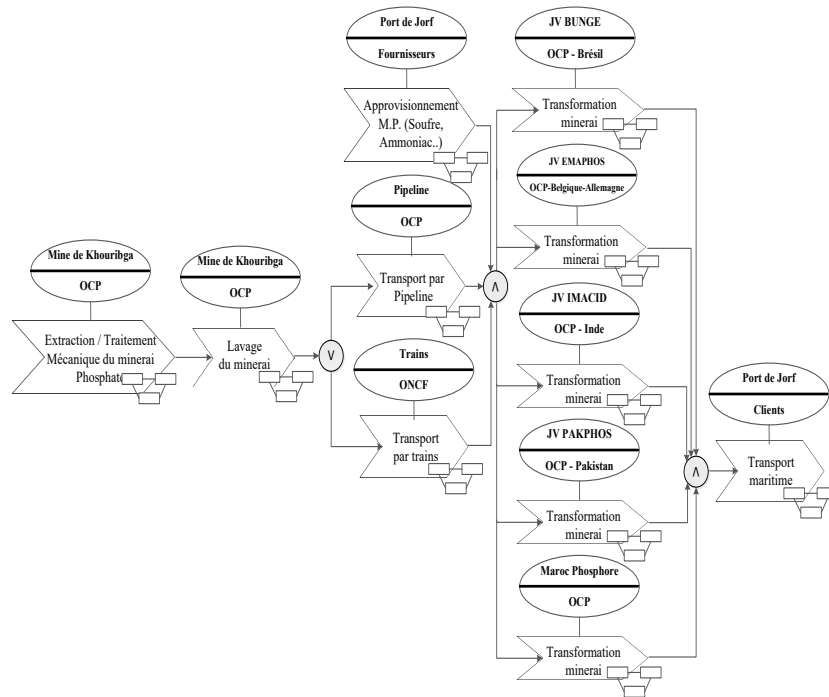 Port de Jorf
Fournisseurs
Approvisionnement
M.P. (Soufre,
Ammoniac..)
JV BUNGE
OCP - Brésil
Transformation
minerai
JV EMAPHOS
OCP-Belgique-Allemagne
Transformation
minerai
Pipeline
OCP
Transport par
Pipeline
Mine de Khouribga
OCP
Extraction / Traitement
Mécanique du minerai
Phosphate
Mine de Khouribga
OCP
Lavage
du minerai
V
Λ
JV IMACID
OCP - Inde
Transformation
minerai
Trains
ONCF
Transport
par trains
JV PAKPHOS
OCP - Pakistan
Transformation
minerai
Maroc Phosphore
OCP
Transformation
minerai
Λ
Port de Jorf
Clients
Transport
maritime